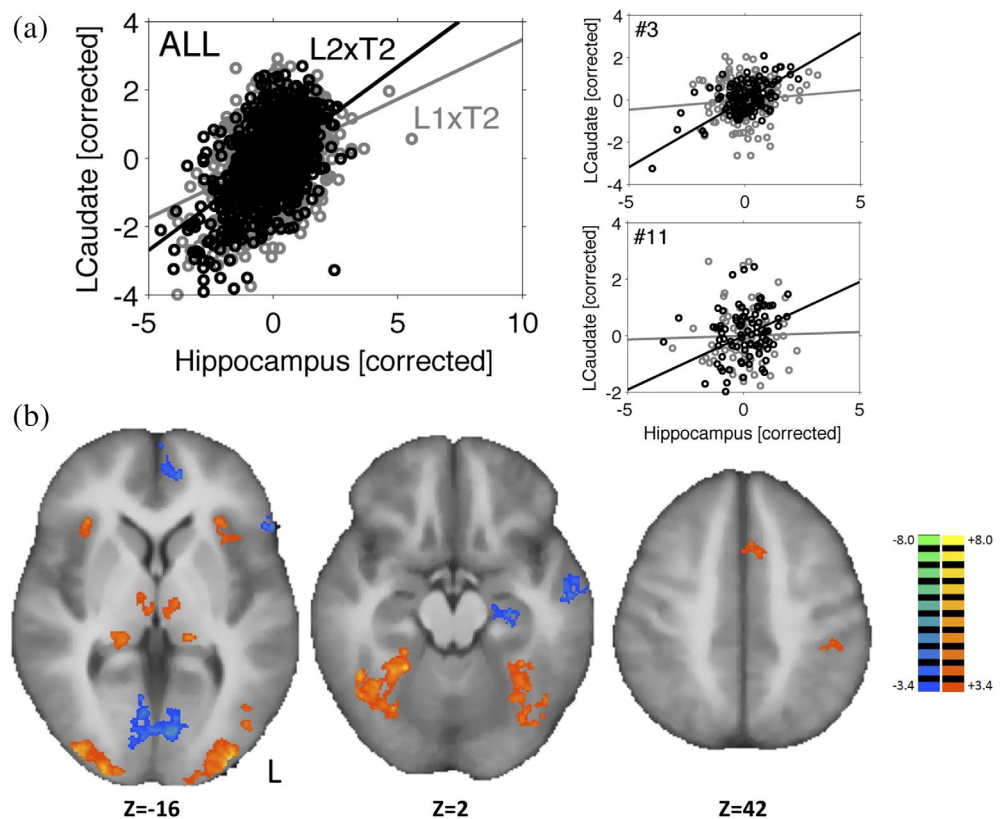 (a)
ALL
L2xT2
L1xT2
4
2
0
-2
-4
-5
0
5
10
LCaudate [corrected]
Hippocampus [corrected]
#3
4
2
0
-2
-4
-5
0
5
LCaudate [corrected]
#11
4
2
0
-2
-5
0
5
LCaudate [corrected]
Hippocampus [corrected]
(b)
L
Z=-16
Z=2
Z=42
-8.0
+8.0
-3.4
+3.4